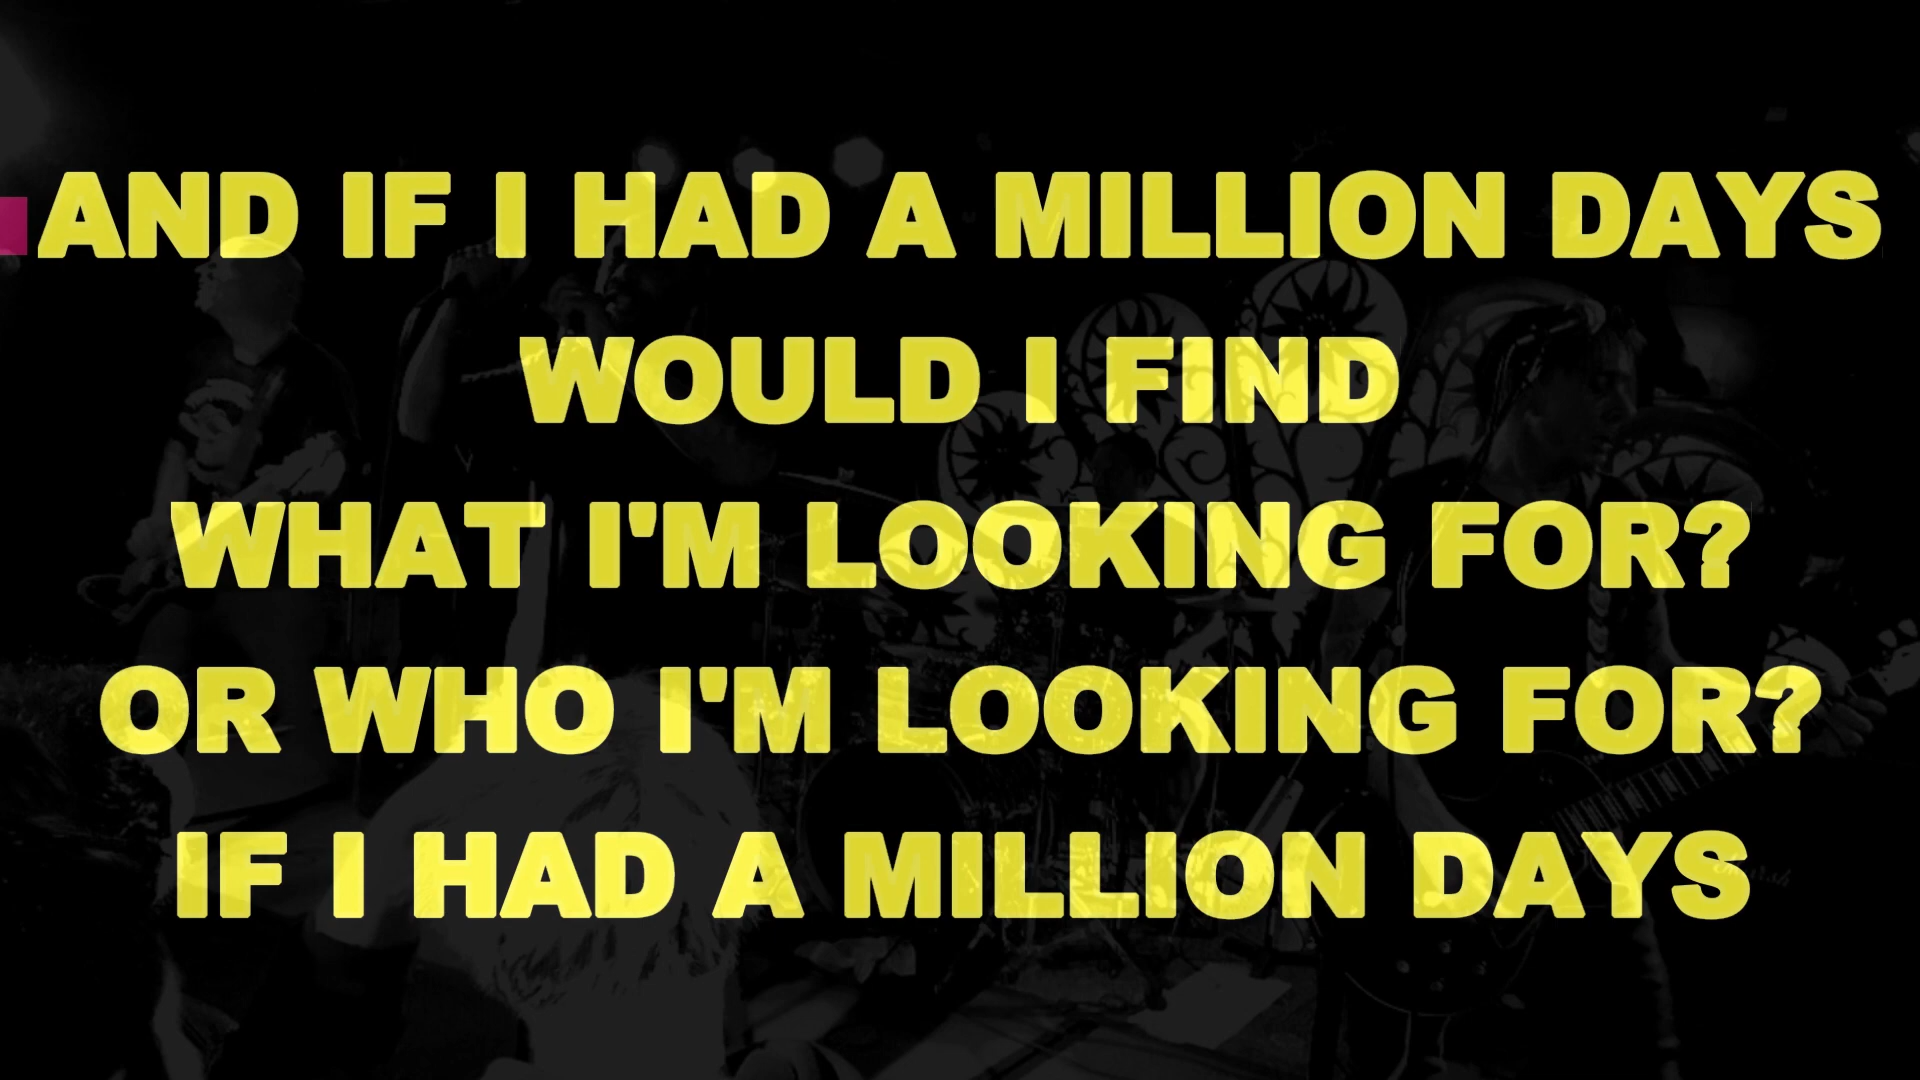 AND IF I HAD A MILLION DAYS
WOULD I FIND
WHAT I'M LOOKING FOR?
OR WHO I'M LOOKING FOR?
IF I HAD A MILLION DAYS